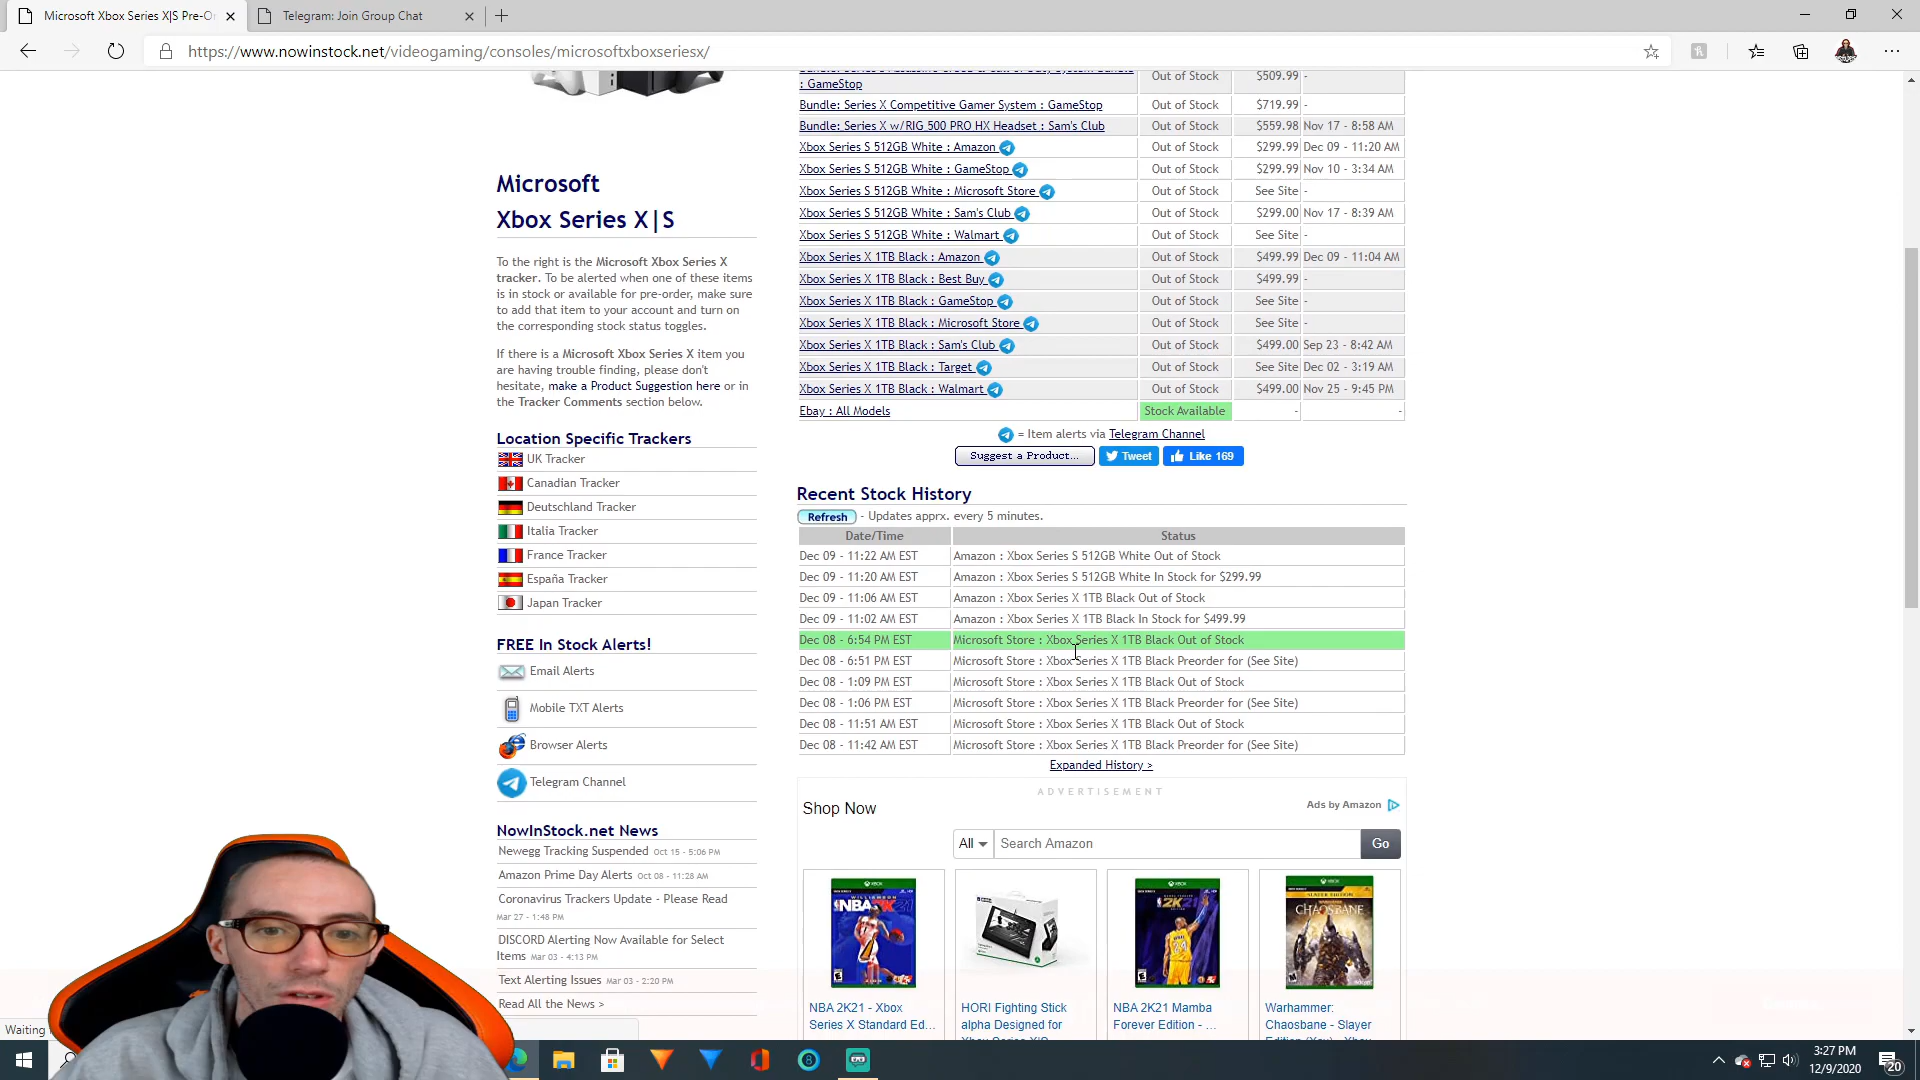 Microsoft Xbox Series X|S Pre-O
Telegram: Join Group Chat
https://www.nowinstock.net/videogaming/consoles/microsoftxboxseriesx/
Microsoft
Xbox Series X|S
To the right is the Microsoft Xbox Series X
tracker. To be alerted when one of these items
is in stock or available for pre-order, make sure
to add that item to your account and turn on
the corresponding stock status toggles.
If there is a Microsoft Xbox Series X item you
are having trouble finding, please don't
hesitate, make a Product Suggestion here or in
the Tracker Comments section below.
Location Specific Trackers
UK Tracker
Canadian Tracker
Deutschland Tracker
Italia Tracker
France Tracker
España Tracker
Japan Tracker
FREE In Stock Alerts!
Email Alerts
Mobile TXT Alerts
Browser Alerts
Telegram Channel
NowInStock.net News
Newegg Tracking Suspended Oct 15 - 5:06 PM
Amazon Prime Day Alerts Oct 08 - 11:28 AM
Coronavirus Trackers Update - Please Read
Mar 27 - 1:48 PM
DISCORD Alerting Now Available for Select
Items Mar 03 - 4:13 PM
Text Alerting Issues Mar 03 - 2:20 PM
Read All the News >
: GameStop Out of Stock $509.99 -
Bundle: Series X Competitive Gamer System : GameStop Out of Stock $719.99 -
Bundle: Series X w/RIG 500 PRO HX Headset : Sam's Club Out of Stock $559.98 Nov 17 - 8:58 AM
Xbox Series S 512GB White : Amazon Out of Stock $299.99 Dec 09 - 11:20 AM
Xbox Series S 512GB White : GameStop Out of Stock $299.99 Nov 10 - 3:34 AM
Xbox Series S 512GB White : Microsoft Store Out of Stock See Site -
Xbox Series S 512GB White : Sam's Club Out of Stock $299.00 Nov 17 - 8:39 AM
Xbox Series S 512GB White : Walmart Out of Stock See Site -
Xbox Series X 1TB Black : Amazon Out of Stock $499.99 Dec 09 - 11:04 AM
Xbox Series X 1TB Black : Best Buy Out of Stock $499.99 -
Xbox Series X 1TB Black : GameStop Out of Stock See Site -
Xbox Series X 1TB Black : Microsoft Store Out of Stock See Site -
Xbox Series X 1TB Black : Sam's Club Out of Stock $499.00 Sep 23 - 8:42 AM
Xbox Series X 1TB Black : Target Out of Stock See Site Dec 02 - 3:19 AM
Xbox Series X 1TB Black : Walmart Out of Stock $499.00 Nov 25 - 9:45 PM
Ebay : All Models Stock Available - -
= Item alerts via Telegram Channel
Suggest a Product... Tweet Like 169
Recent Stock History
Refresh - Updates apprx. every 5 minutes.
Date/Time Status
Dec 09 - 11:22 AM EST Amazon : Xbox Series S 512GB White Out of Stock
Dec 09 - 11:20 AM EST Amazon : Xbox Series S 512GB White In Stock for $299.99
Dec 09 - 11:06 AM EST Amazon : Xbox Series X 1TB Black Out of Stock
Dec 09 - 11:02 AM EST Amazon : Xbox Series X 1TB Black In Stock for $499.99
Dec 08 - 6:54 PM EST Microsoft Store : Xbox Series X 1TB Black Out of Stock
Dec 08 - 6:51 PM EST Microsoft Store : Xbox Series X 1TB Black Preorder for (See Site)
Dec 08 - 1:09 PM EST Microsoft Store : Xbox Series X 1TB Black Out of Stock
Dec 08 - 1:06 PM EST Microsoft Store : Xbox Series X 1TB Black Preorder for (See Site)
Dec 08 - 11:51 AM EST Microsoft Store : Xbox Series X 1TB Black Out of Stock
Dec 08 - 11:42 AM EST Microsoft Store : Xbox Series X 1TB Black Preorder for (See Site)
Expanded History >
ADVERTISEMENT
Shop Now
Ads by Amazon
All Search Amazon Go
NBA 2K21
2K21
CHAOSBANE
NBA 2K21 - Xbox
Series X Standard Ed...
HORI Fighting Stick
alpha Designed for
NBA 2K21 Mamba
Forever Edition - ...
Warhammer:
Chaosbane - Slayer
Waiting
3:27 PM
12/9/2020
20